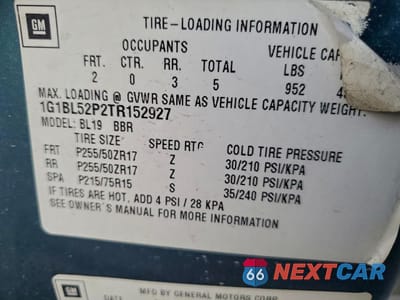 GM
TIRE-LOADING INFORMATION
OCCUPANTS VEHICLE CAP
FRT. CTR. RR. TOTAL LBS
2 0 3 5 952
MAX. LOADING @ GVWR SAME AS VEHICLE CAPACITY WEIGHT.
1G1BL52P2TR152927
MODEL: BL19 BBR
TIRE SIZE SPEED RTG COLD TIRE PRESSURE
FRT P255/50ZR17 Z 30/210 PSI/KPA
RR P255/50ZR17 Z 30/210 PSI/KPA
SPA P215/75R15 S 35/240 PSI/KPA
IF TIRES ARE HOT, ADD 4 PSI / 28 KPA
SEE OWNER'S MANUAL FOR MORE INFORMATION
GM
MFG BY GENERAL MOTORS CORP
DATE
66 NEXTCAR